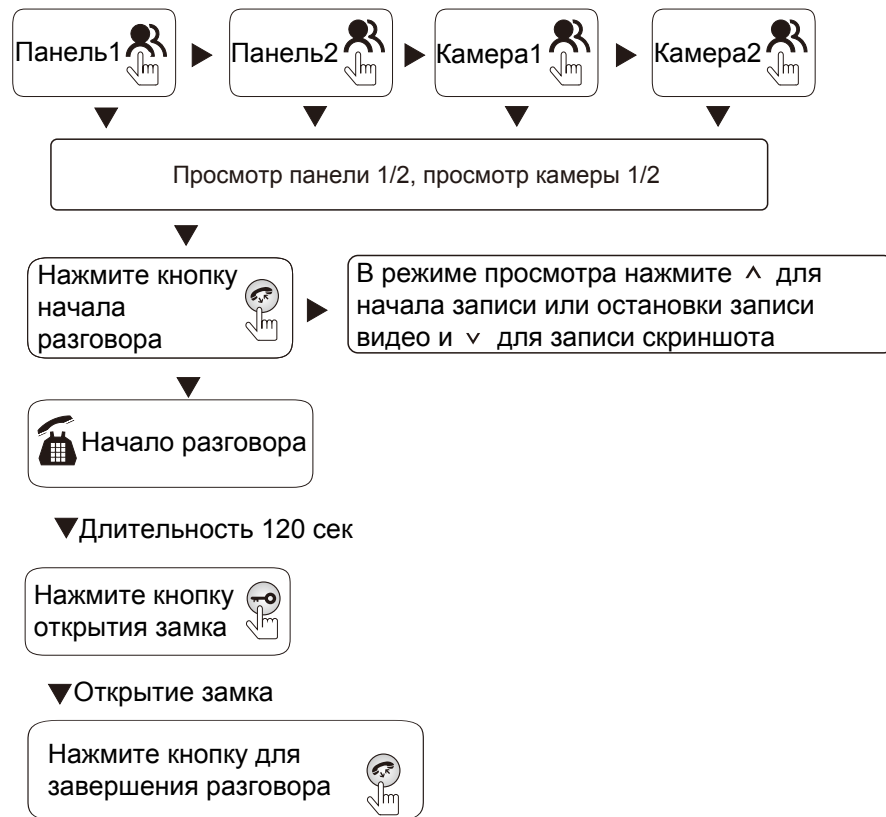 Панель1
Панель2
Камера1
Камера2
Просмотр панели 1/2, просмотр камеры 1/2
Нажмите кнопку
начала
разговора
В режиме просмотра нажмите ^ для
начала записи или остановки записи
видео и ˅ для записи скриншота
Начало разговора
Длительность 120 сек
Нажмите кнопку
открытия замка
Открытие замка
Нажмите кнопку для
завершения разговора